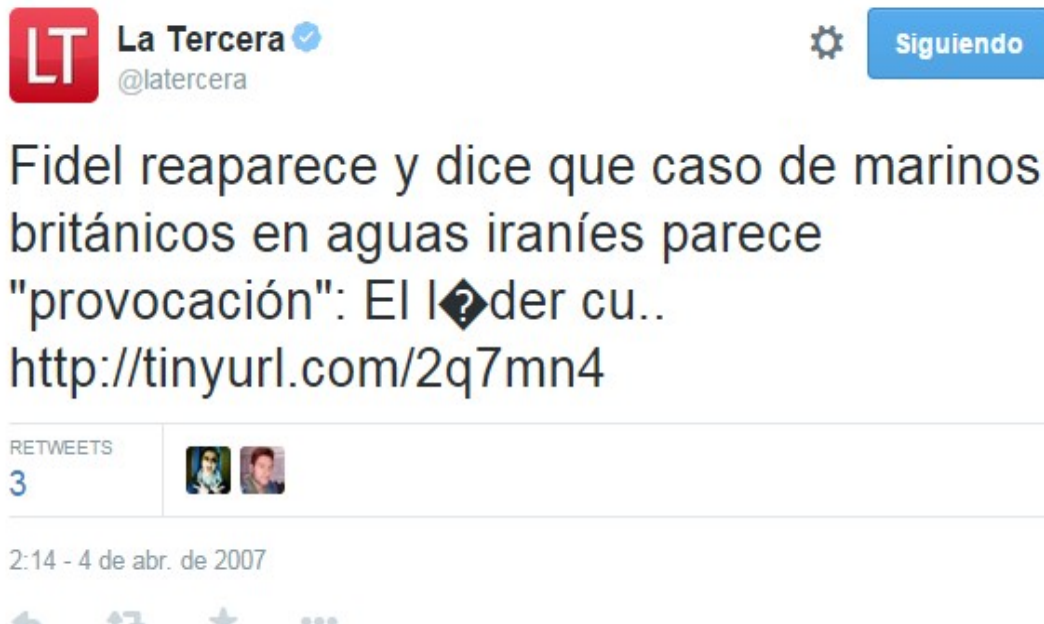 LT
La Tercera
@latercera
Siguiendo
Fidel reaparece y dice que caso de marinos
británicos en aguas iraníes parece
"provocación": El l�der cu..
http://tinyurl.com/2q7mn4
RETWEETS
3
2:14 - 4 de abr. de 2007